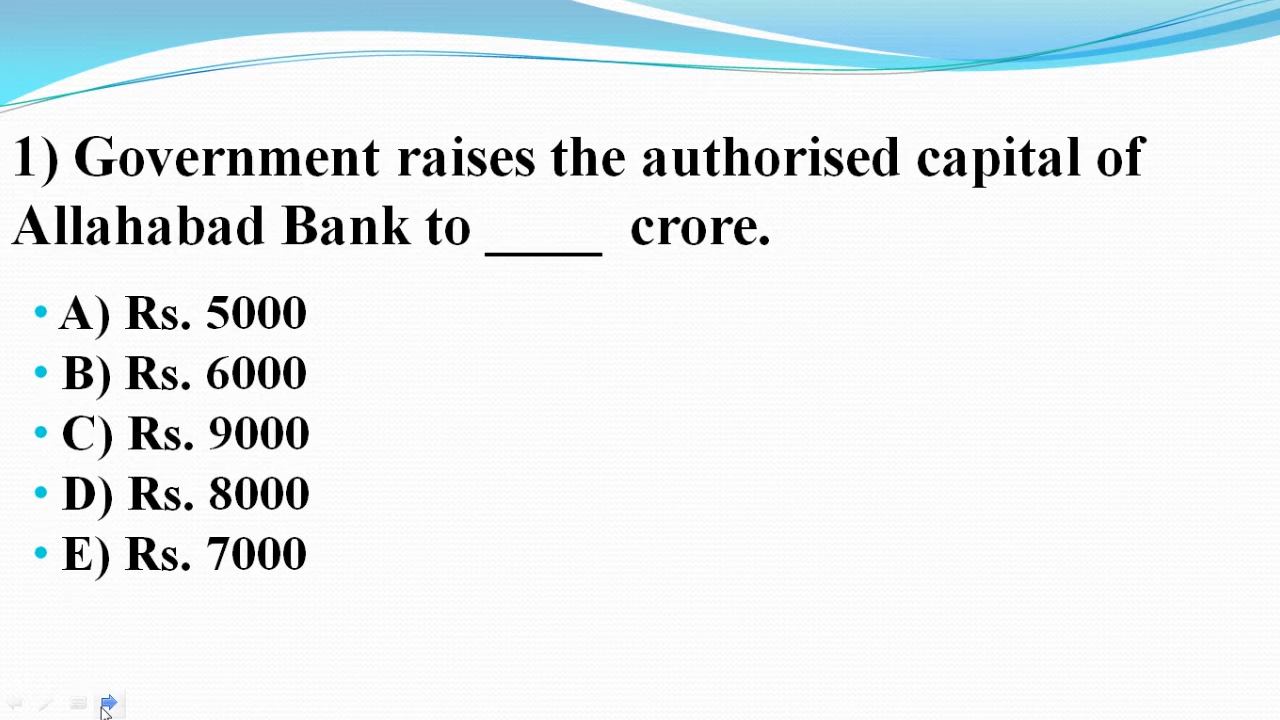 1) Government raises the authorised capital of
Allahabad Bank to ____ crore.
• A) Rs. 5000
• B) Rs. 6000
• C) Rs. 9000
• D) Rs. 8000
• E) Rs. 7000